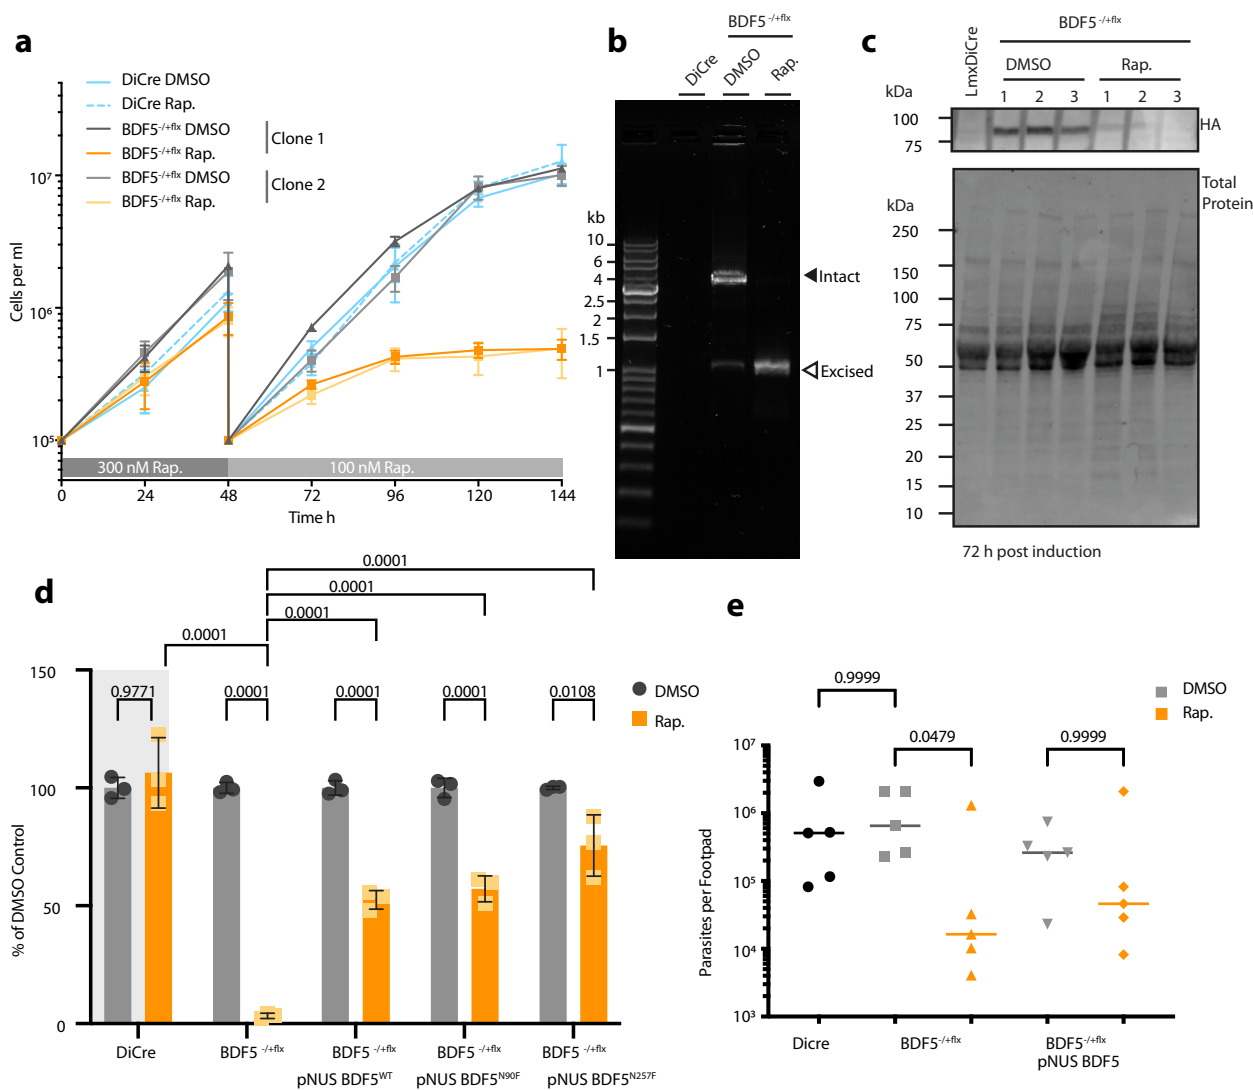 a
DiCre DMSO
DiCre Rap.
BDF5-/+flx DMSO
BDF5-/+flx Rap.
Clone 1
BDF5-/+flx DMSO
BDF5-/+flx Rap.
Clone 2
Cells per ml
10⁷
10⁶
10⁵
300 nM Rap.
100 nM Rap.
0 24 48 72 96 120 144
Time h
b
BDF5-/+flx
DiCre
DMSO
Rap.
kb
10
6
4
2.5
2
1.5
1
Intact
Excised
c
BDF5-/+flx
LmxDiCre
DMSO Rap.
1 2 3 1 2 3
kDa
100
75
HA
Total
Protein
kDa
250
150
100
75
50
37
25
20
15
10
72 h post induction
d
0.0001
0.0001
0.0001
0.0001
0.9771 0.0001 0.0001 0.0001 0.0108
DMSO
Rap.
% of DMSO Control
150
100
50
0
DiCre
BDF5 -/+flx
BDF5 -/+flx
pNUS BDF5WT
BDF5 -/+flx
pNUS BDF5N90F
BDF5 -/+flx
pNUS BDF5N257F
e
0.9999
0.0479
0.9999
DMSO
Rap.
Parasites per Footpad
10⁷
10⁶
10⁵
10⁴
10³
Dicre
BDF5-/+flx
BDF5-/+flx
pNUS BDF5